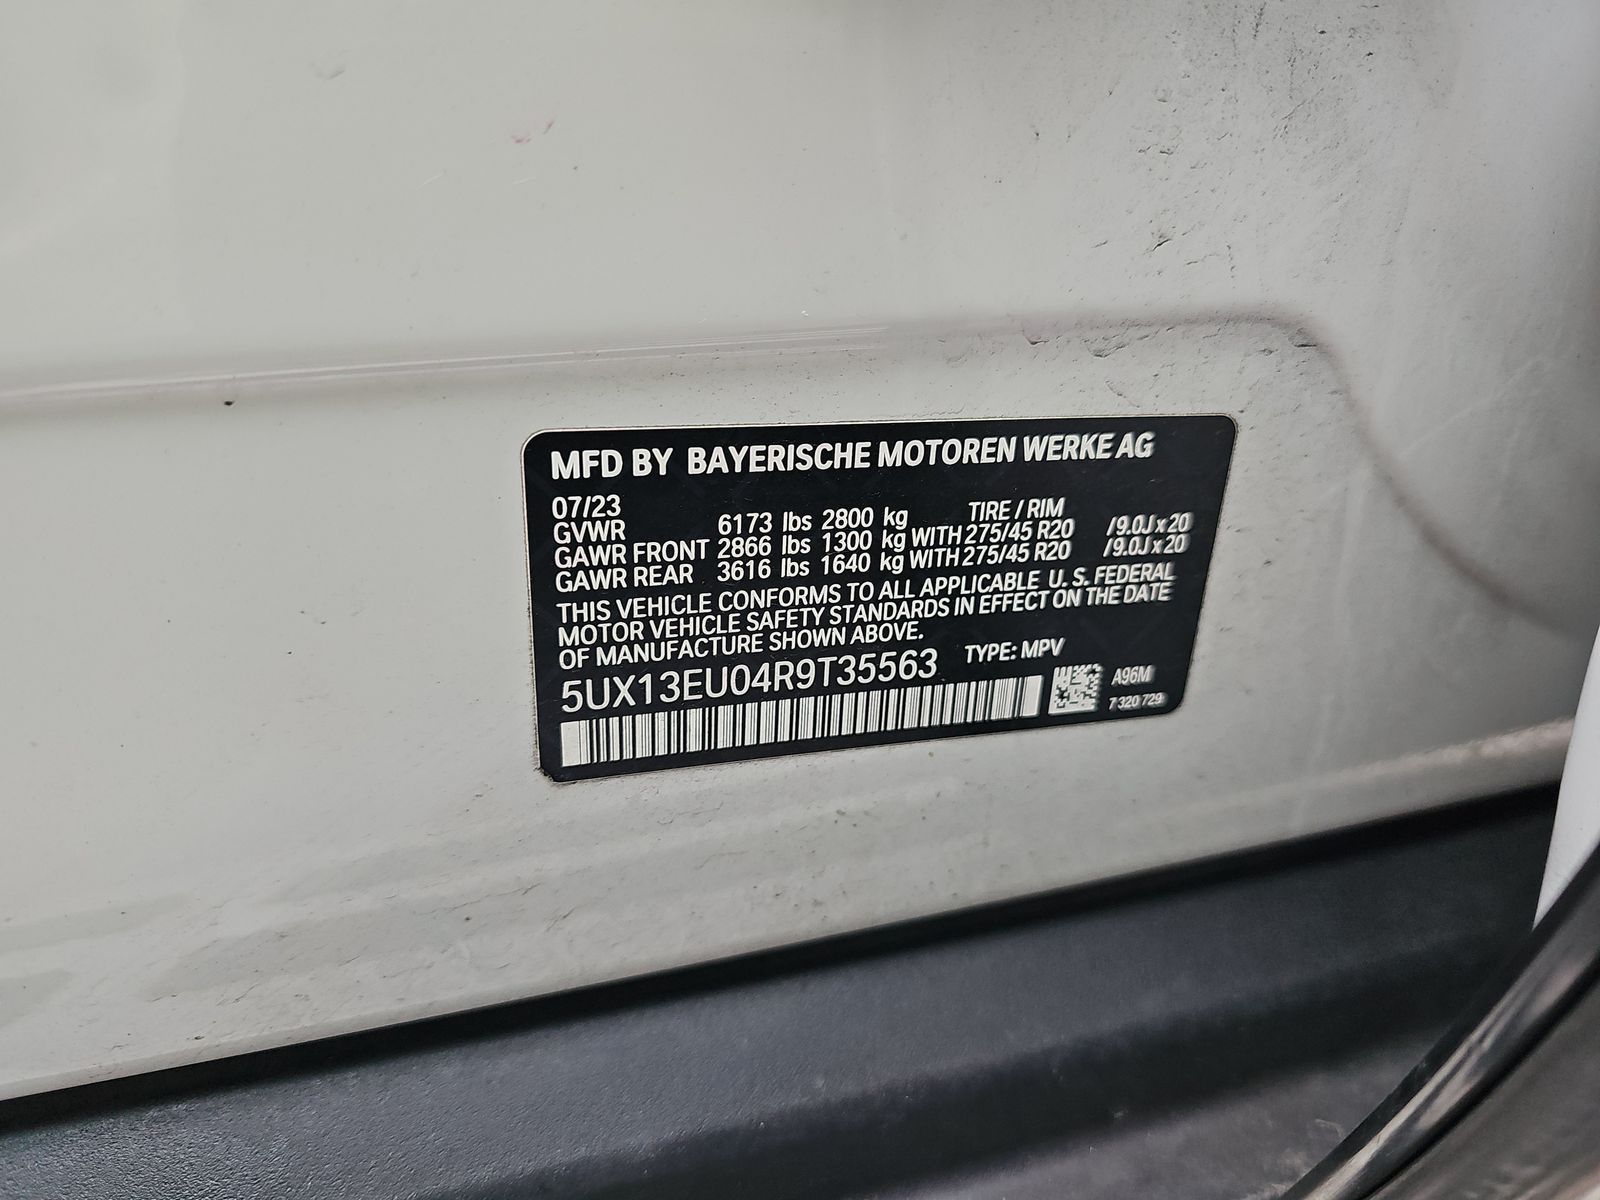 MFD BY BAYERISCHE MOTOREN WERKE AG
07/23 TIRE / RIM
GVWR 6173 lbs 2800 kg
GAWR FRONT 2866 lbs 1300 kg WITH 275/45 R20 /9.0J x 20
GAWR REAR 3616 lbs 1640 kg WITH 275/45 R20 /9.0J x 20
THIS VEHICLE CONFORMS TO ALL APPLICABLE U. S. FEDERAL
MOTOR VEHICLE SAFETY STANDARDS IN EFFECT ON THE DATE
OF MANUFACTURE SHOWN ABOVE.
5UX13EU04R9T35563 TYPE: MPV
A96M
7 320 729